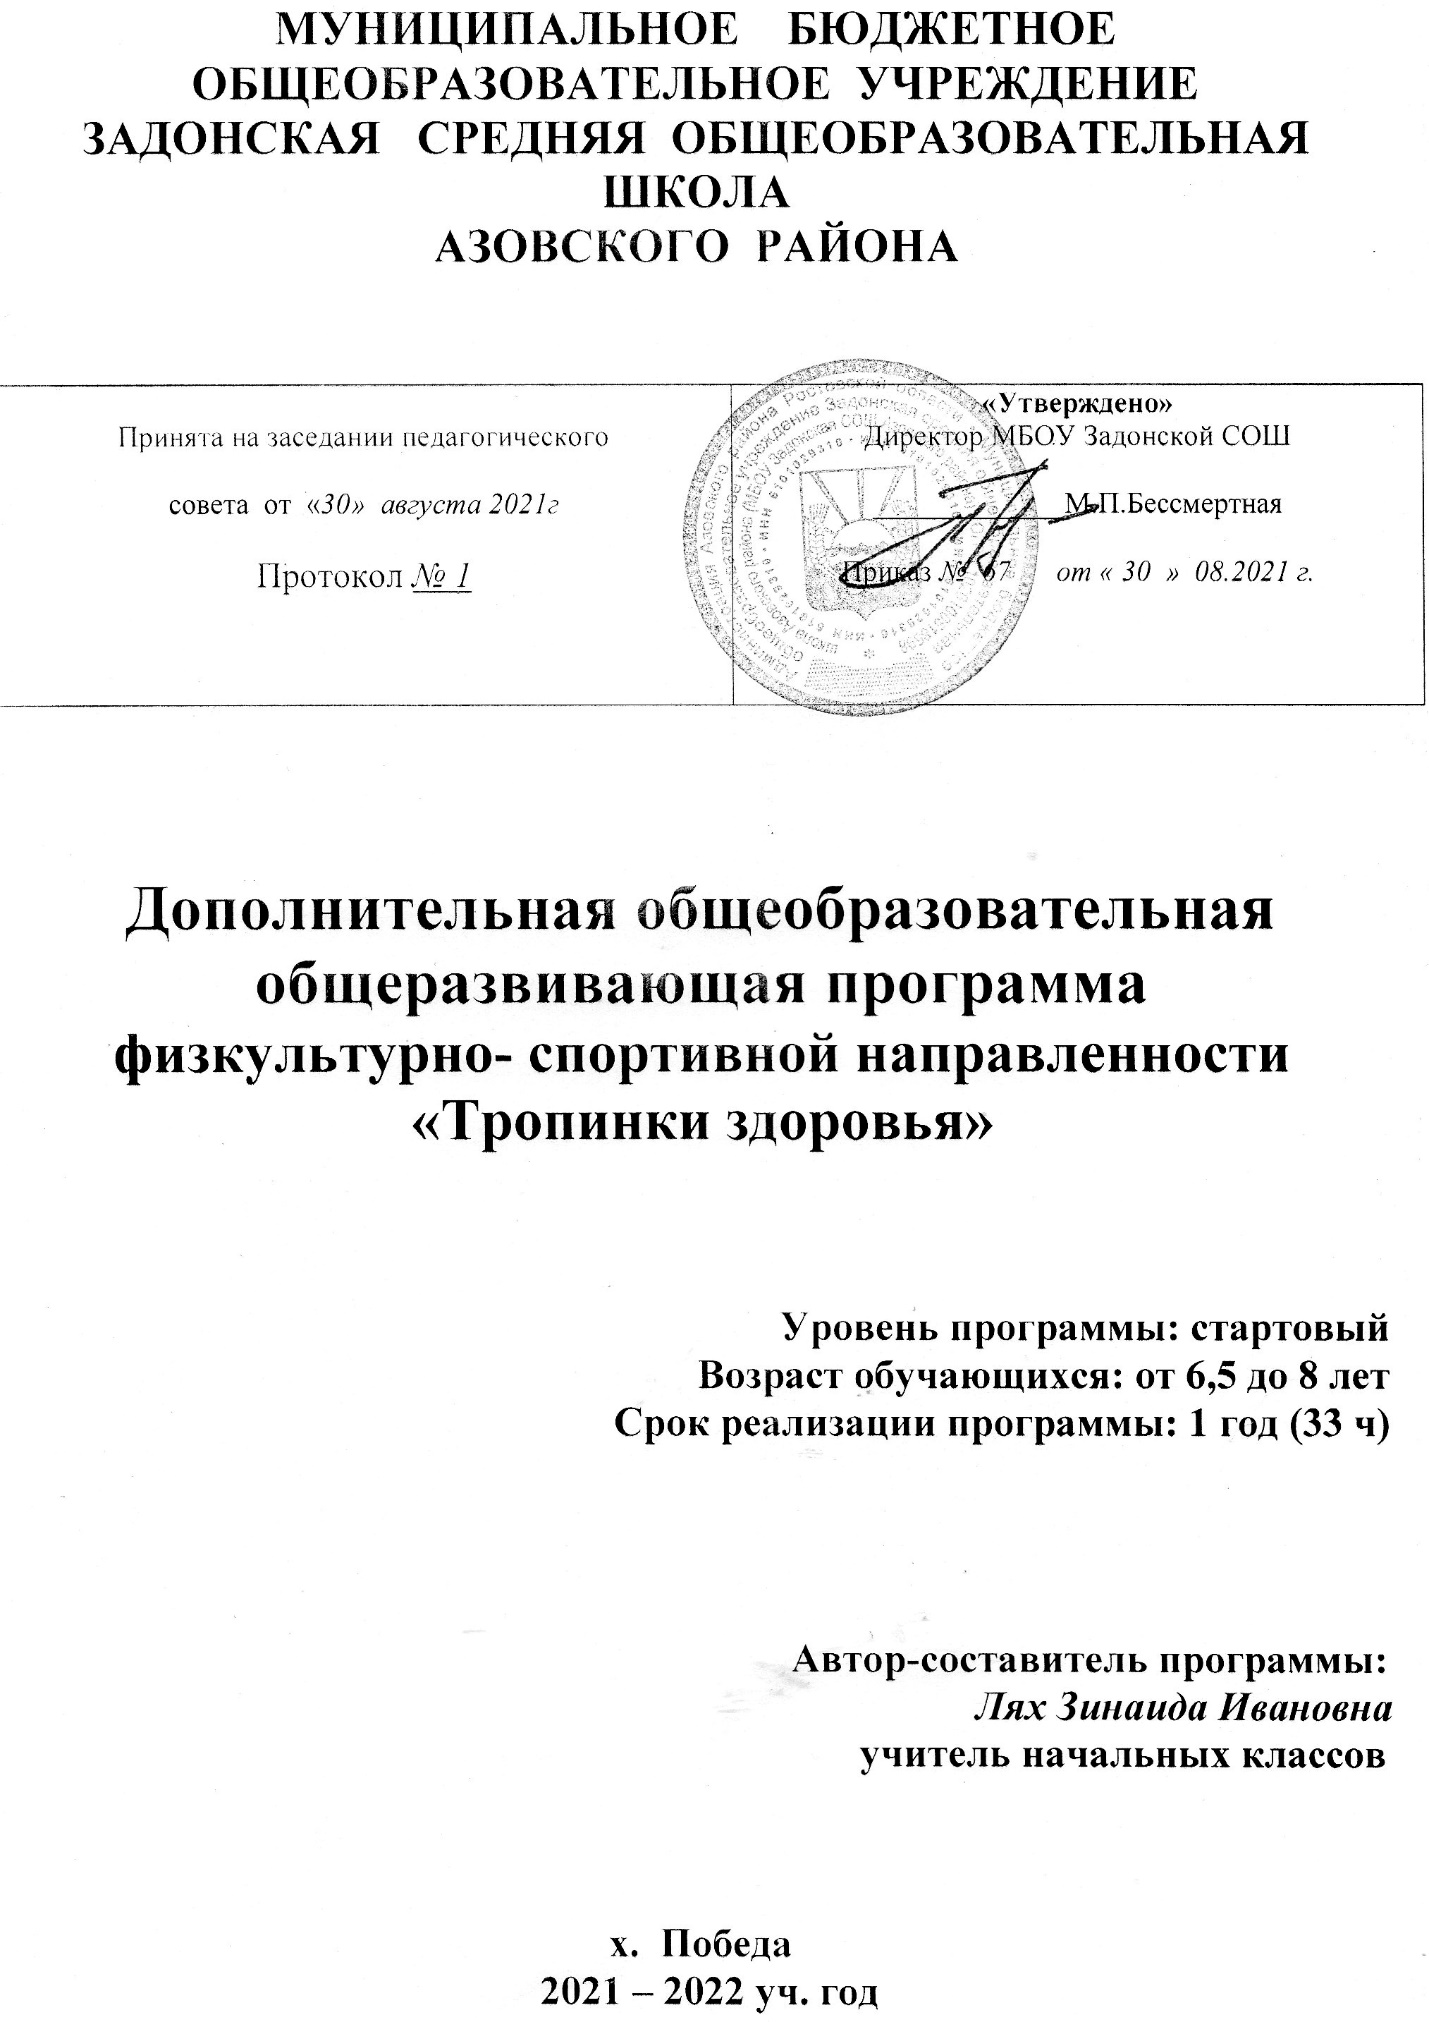 МУНИЦИПАЛЬНОЕ БЮДЖЕТНОЕ
ОБЩЕОБРАЗОВАТЕЛЬНОЕ УЧРЕЖДЕНИЕ
ЗАДОНСКАЯ СРЕДНЯЯ ОБЩЕОБРАЗОВАТЕЛЬНАЯ
ШКОЛА
АЗОВСКОГО РАЙОНА
Принята на заседании педагогического
совета от «30» августа 2021г
Протокол № 1
«Утверждено»
Директор МБОУ Задонской СОШ
М.П.Бессмертная
Приказ № 67 от « 30 » 08.2021 г.
Дополнительная общеобразовательная
общеразвивающая программа
физкультурно- спортивной направленности
«Тропинки здоровья»
Уровень программы: стартовый
Возраст обучающихся: от 6,5 до 8 лет
Срок реализации программы: 1 год (33 ч)
Автор-составитель программы:
Лях Зинаида Ивановна
учитель начальных классов
х. Победа
2021 – 2022 уч. год